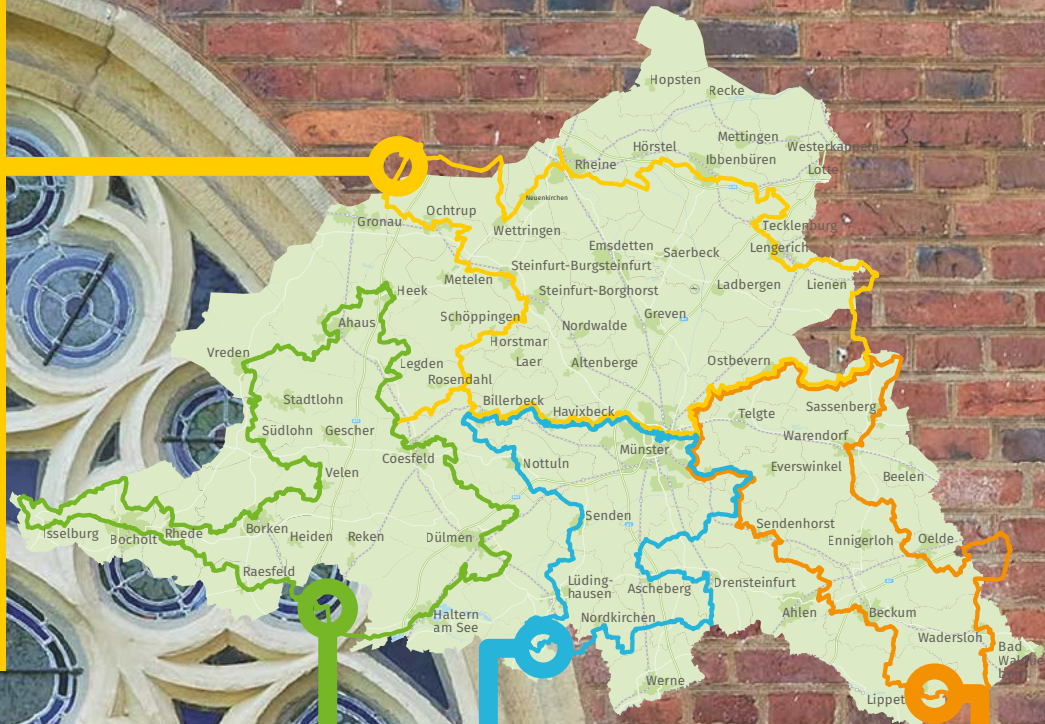 Hopsten
Recke
Mettingen
Westerkappeln
Hörstel
Ibbenbüren
Lotte
Rheine
Neuenkirchen
Ochtrup
Gronau
Wettringen
Tecklenburg
Lengerich
Emsdetten
Saerbeck
Steinfurt-Burgsteinfurt
Metelen
Heek
Steinfurt-Borghorst
Ladbergen
Lienen
Schöppingen
Ahaus
Nordwalde
Greven
Horstmar
Vreden
Legden
Laer
Altenberge
Ostbevern
Rosendahl
Stadtlohn
Billerbeck
Havixbeck
Telgte
Sassenberg
Südlohn
Gescher
Warendorf
Coesfeld
Nottuln
Münster
Velen
Everswinkel
Beelen
Isselburg
Bocholt
Rhede
Borken
Heiden
Reken
Dülmen
Senden
Sendenhorst
Ennigerloh
Oelde
Raesfeld
Lüding-
hausen
Ascheberg
Drensteinfurt
Haltern
am See
Nordkirchen
Ahlen
Beckum
Wadersloh
Bad
Werne